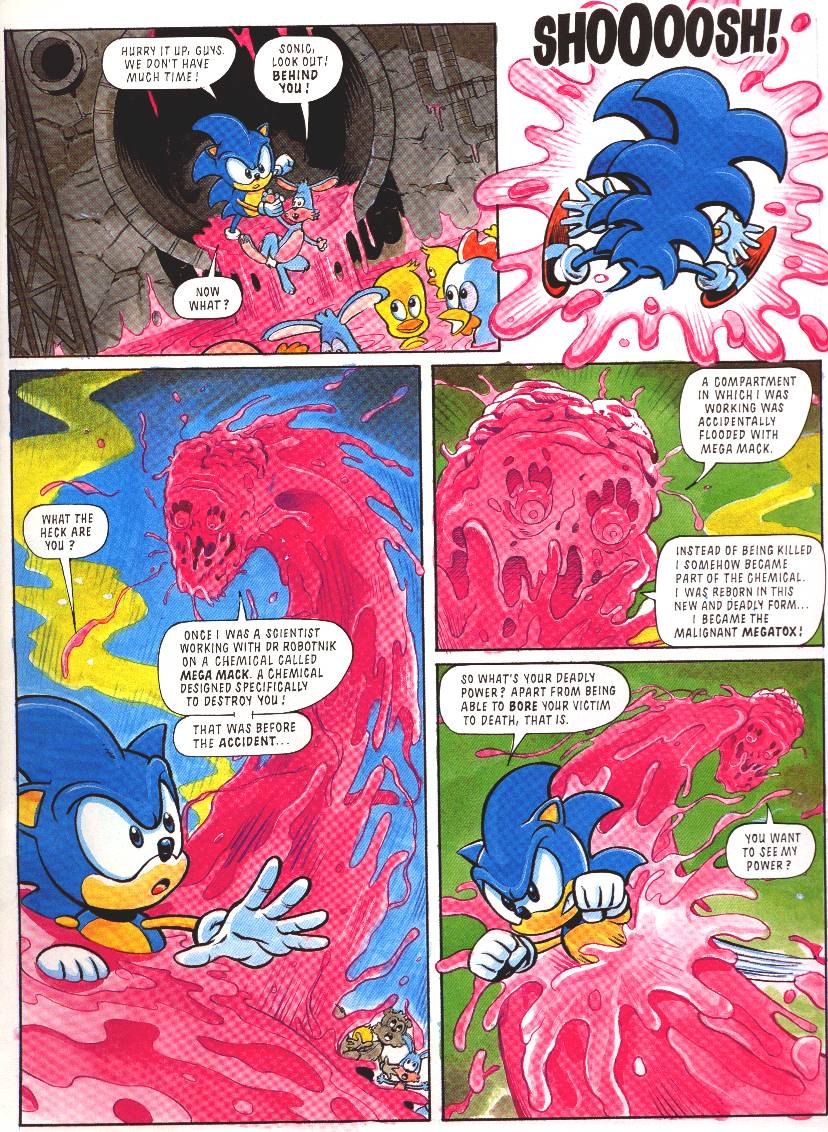 HURRY IT UP, GUYS.
WE DON'T HAVE
MUCH TIME!
SONIC,
LOOK OUT!
BEHIND
YOU!
NOW
WHAT?
SHOOOOSH!
WHAT THE
HECK ARE
YOU?
ONCE I WAS A SCIENTIST
WORKING WITH DR ROBOTNIK
ON A CHEMICAL CALLED
MEGA MACK. A CHEMICAL
DESIGNED SPECIFICALLY
TO DESTROY YOU!
THAT WAS BEFORE
THE ACCIDENT...
A COMPARTMENT
IN WHICH I WAS
WORKING WAS
ACCIDENTALLY
FLOODED WITH
MEGA MACK.
INSTEAD OF BEING KILLED
I SOMEHOW BECAME
PART OF THE CHEMICAL.
I WAS REBORN IN THIS
NEW AND DEADLY FORM...
I BECAME THE
MALIGNANT MEGATOX!
SO WHAT'S YOUR DEADLY
POWER? APART FROM BEING
ABLE TO BORE YOUR VICTIM
TO DEATH, THAT IS.
YOU WANT
TO SEE MY
POWER?